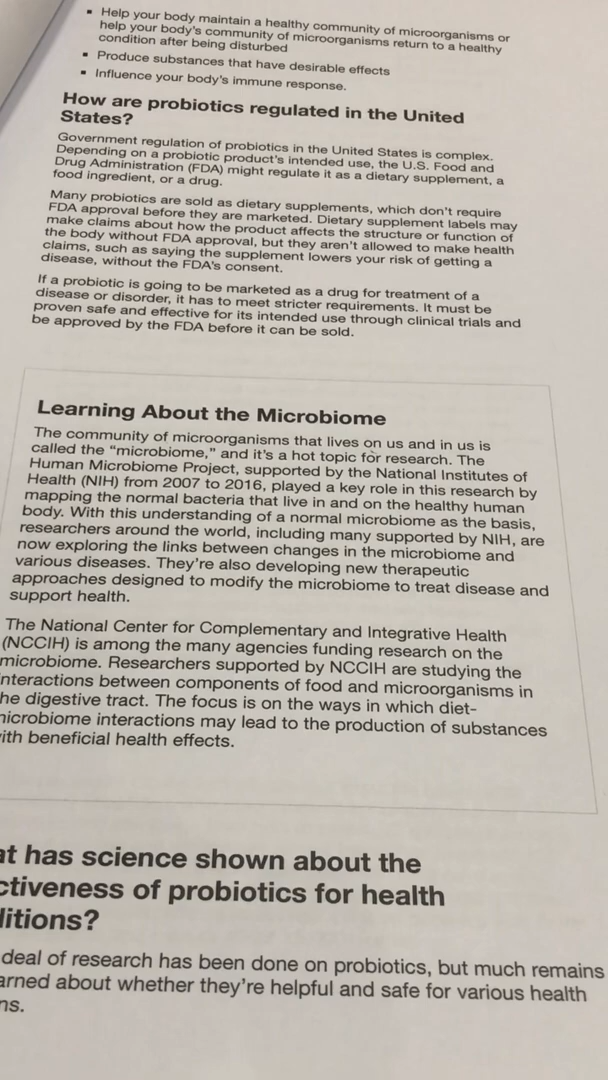 ▪ Help your body maintain a healthy community of microorganisms or
help your body's community of microorganisms return to a healthy
condition after being disturbed
▪ Produce substances that have desirable effects
▪ Influence your body's immune response.
How are probiotics regulated in the United
States?
Government regulation of probiotics in the United States is complex.
Depending on a probiotic product's intended use, the U.S. Food and
Drug Administration (FDA) might regulate it as a dietary supplement, a
food ingredient, or a drug.
Many probiotics are sold as dietary supplements, which don't require
FDA approval before they are marketed. Dietary supplement labels may
make claims about how the product affects the structure or function of
the body without FDA approval, but they aren't allowed to make health
claims, such as saying the supplement lowers your risk of getting a
disease, without the FDA's consent.
If a probiotic is going to be marketed as a drug for treatment of a
disease or disorder, it has to meet stricter requirements. It must be
proven safe and effective for its intended use through clinical trials and
be approved by the FDA before it can be sold.
Learning About the Microbiome
The community of microorganisms that lives on us and in us is
called the “microbiome,” and it's a hot topic for research. The
Human Microbiome Project, supported by the National Institutes of
Health (NIH) from 2007 to 2016, played a key role in this research by
mapping the normal bacteria that live in and on the healthy human
body. With this understanding of a normal microbiome as the basis,
researchers around the world, including many supported by NIH, are
now exploring the links between changes in the microbiome and
various diseases. They're also developing new therapeutic
approaches designed to modify the microbiome to treat disease and
support health.
The National Center for Complementary and Integrative Health
(NCCIH) is among the many agencies funding research on the
microbiome. Researchers supported by NCCIH are studying the
nteractions between components of food and microorganisms in
he digestive tract. The focus is on the ways in which diet-
nicrobiome interactions may lead to the production of substances
ith beneficial health effects.
at has science shown about the
ctiveness of probiotics for health
litions?
deal of research has been done on probiotics, but much remains
arned about whether they're helpful and safe for various health
ns.